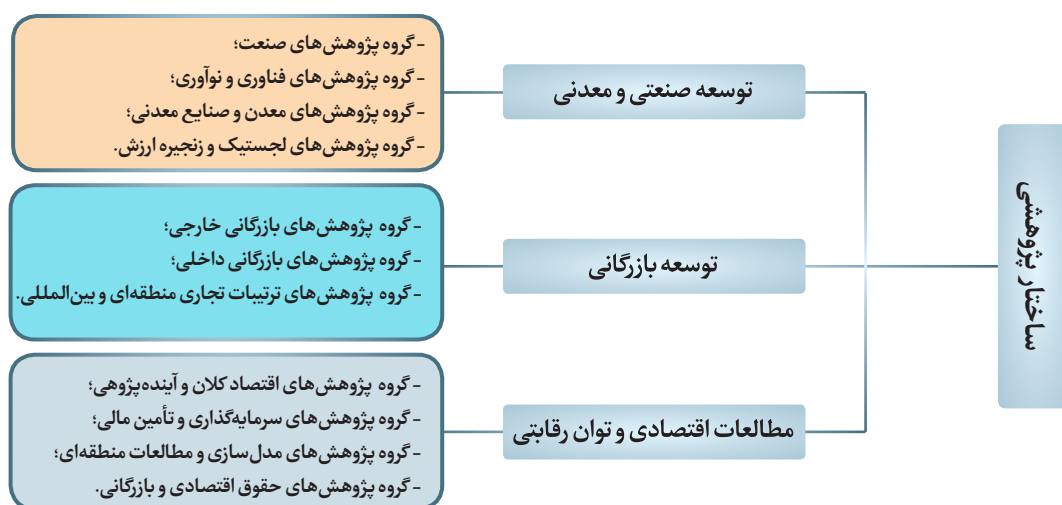 ساختار پژوهشی
توسعه صنعتی و معدنی
- گروه پژوهش‌های صنعت؛
- گروه پژوهش‌های فناوری و نوآوری؛
- گروه پژوهش‌های معدن و صنایع معدنی؛
- گروه پژوهش‌های لجستیک و زنجیره ارزش.
توسعه بازرگانی
- گروه پژوهش‌های بازرگانی خارجی؛
- گروه پژوهش‌های بازرگانی داخلی؛
- گروه پژوهش‌های ترتیبات تجاری منطقه‌ای و بین‌المللی.
مطالعات اقتصادی و توان رقابتی
- گروه پژوهش‌های اقتصاد کلان و آینده‌پژوهی؛
- گروه پژوهش‌های سرمایه‌گذاری و تأمین مالی؛
- گروه پژوهش‌های مدل‌سازی و مطالعات منطقه‌ای؛
- گروه پژوهش‌های حقوق اقتصادی و بازرگانی.